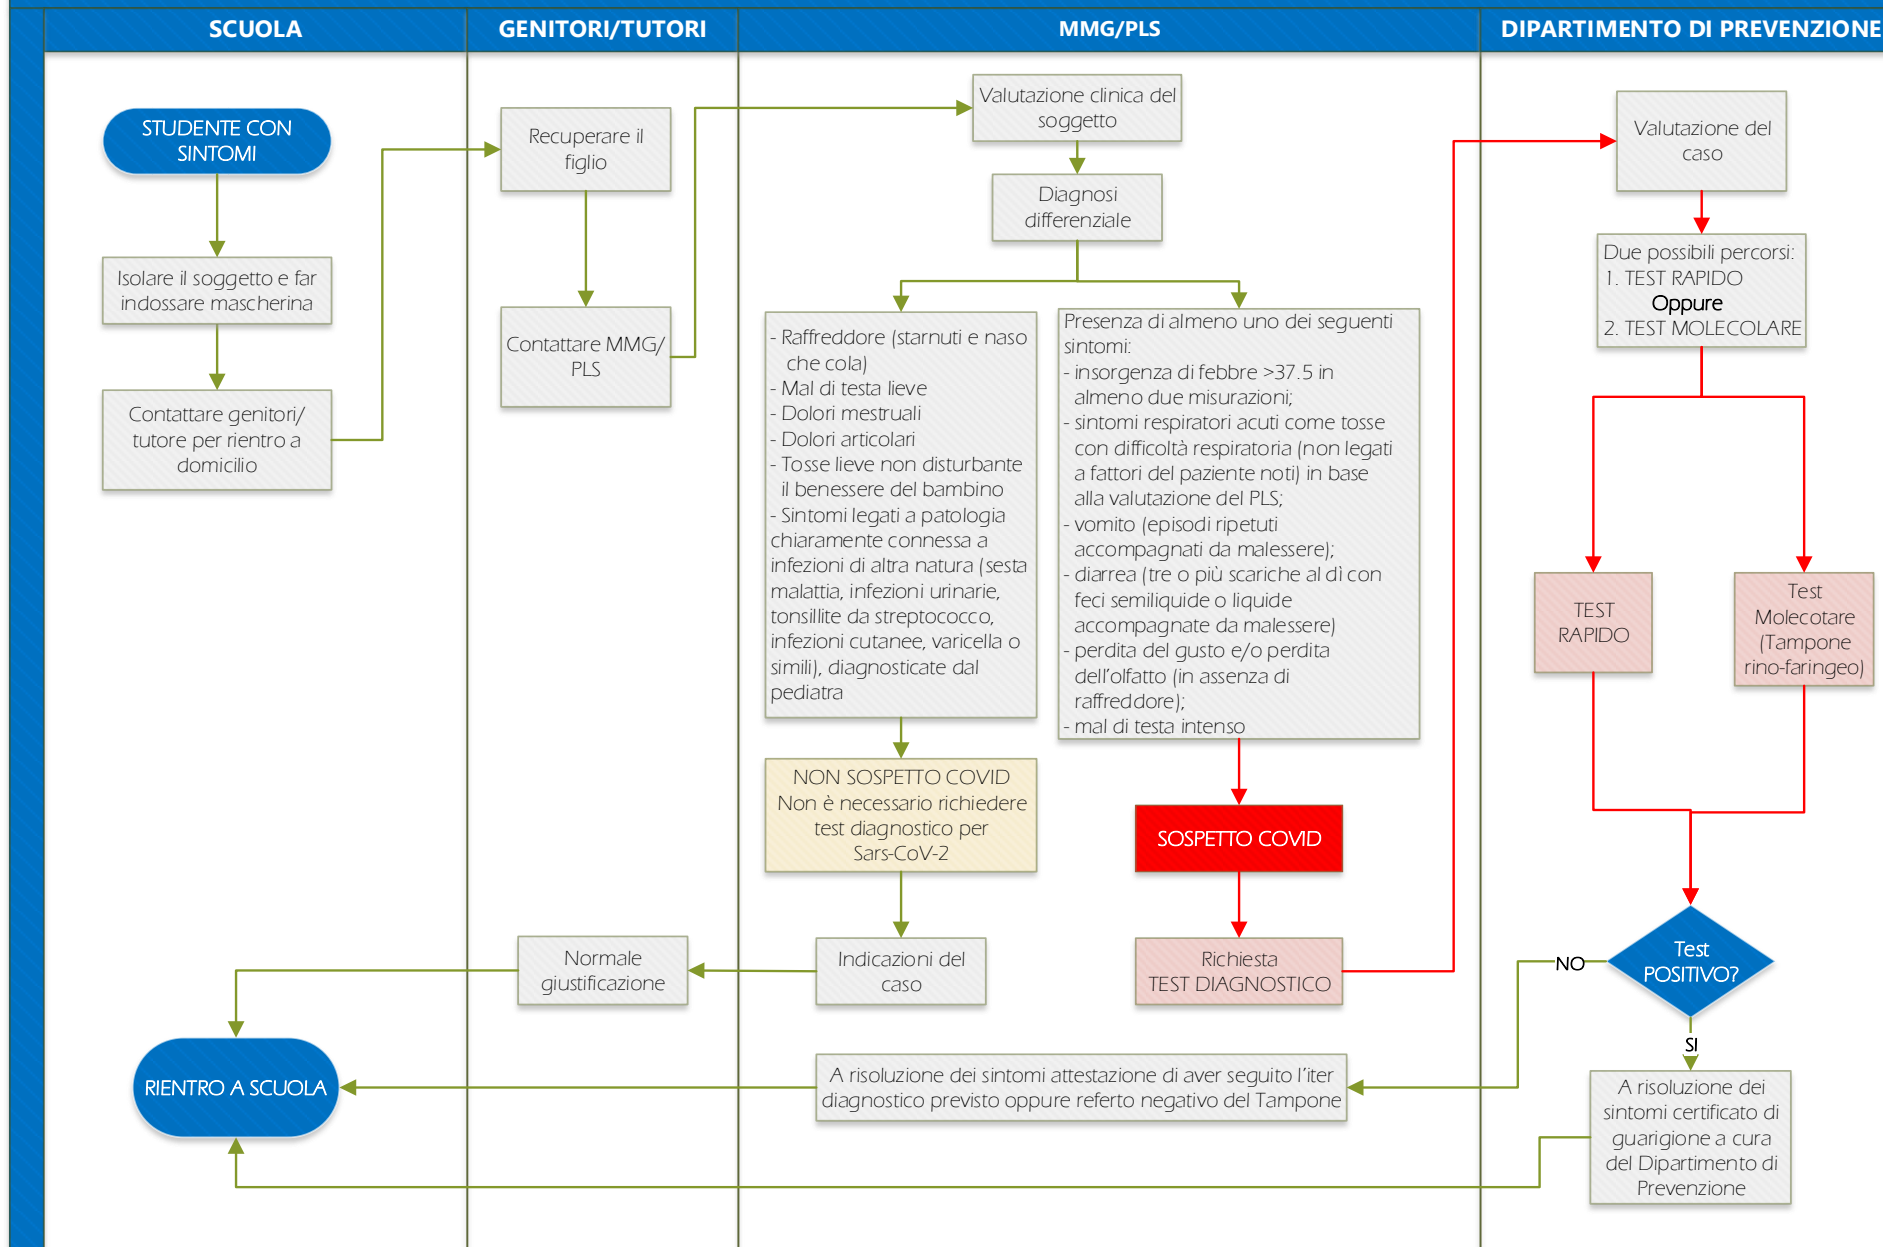 SCUOLA
GENITORI/TUTORI
MMG/PLS
DIPARTIMENTO DI PREVENZIONE
STUDENTE CON
SINTOMI
Isolare il soggetto e far
indossare mascherina
Contattare genitori/
tutore per rientro a
domicilio
Recuperare il
figlio
Contattare MMG/
PLS
Valutazione clinica del
soggetto
Diagnosi
differenziale
- Raffreddore (starnuti e naso
che cola)
- Mal di testa lieve
- Dolori mestruali
- Dolori articolari
- Tosse lieve non disturbante
il benessere del bambino
- Sintomi legati a patologia
chiaramente connessa a
infezioni di altra natura (sesta
malattia, infezioni urinarie,
tonsillite da streptococco,
infezioni cutanee, varicella o
simili), diagnosticate dal
pediatra
Presenza di almeno uno dei seguenti
sintomi:
- insorgenza di febbre >37.5 in
almeno due misurazioni;
- sintomi respiratori acuti come tosse
con difficoltà respiratoria (non legati
a fattori del paziente noti) in base
alla valutazione del PLS;
- vomito (episodi ripetuti
accompagnati da malessere);
- diarrea (tre o più scariche al dì con
feci semiliquide o liquide
accompagnate da malessere)
- perdita del gusto e/o perdita
dell'olfatto (in assenza di
raffreddore);
- mal di testa intenso
NON SOSPETTO COVID
Non è necessario richiedere
test diagnostico per
Sars-CoV-2
SOSPETTO COVID
Indicazioni del
caso
Richiesta
TEST DIAGNOSTICO
Normale
giustificazione
Valutazione del
caso
Due possibili percorsi:
1. TEST RAPIDO
Oppure
2. TEST MOLECOLARE
TEST
RAPIDO
Test
Molecotare
(Tampone
rino-faringeo)
Test
POSITIVO?
NO
SI
A risoluzione dei sintomi attestazione di aver seguito l'iter
diagnostico previsto oppure referto negativo del Tampone
A risoluzione dei
sintomi certificato di
guarigione a cura
del Dipartimento di
Prevenzione
RIENTRO A SCUOLA